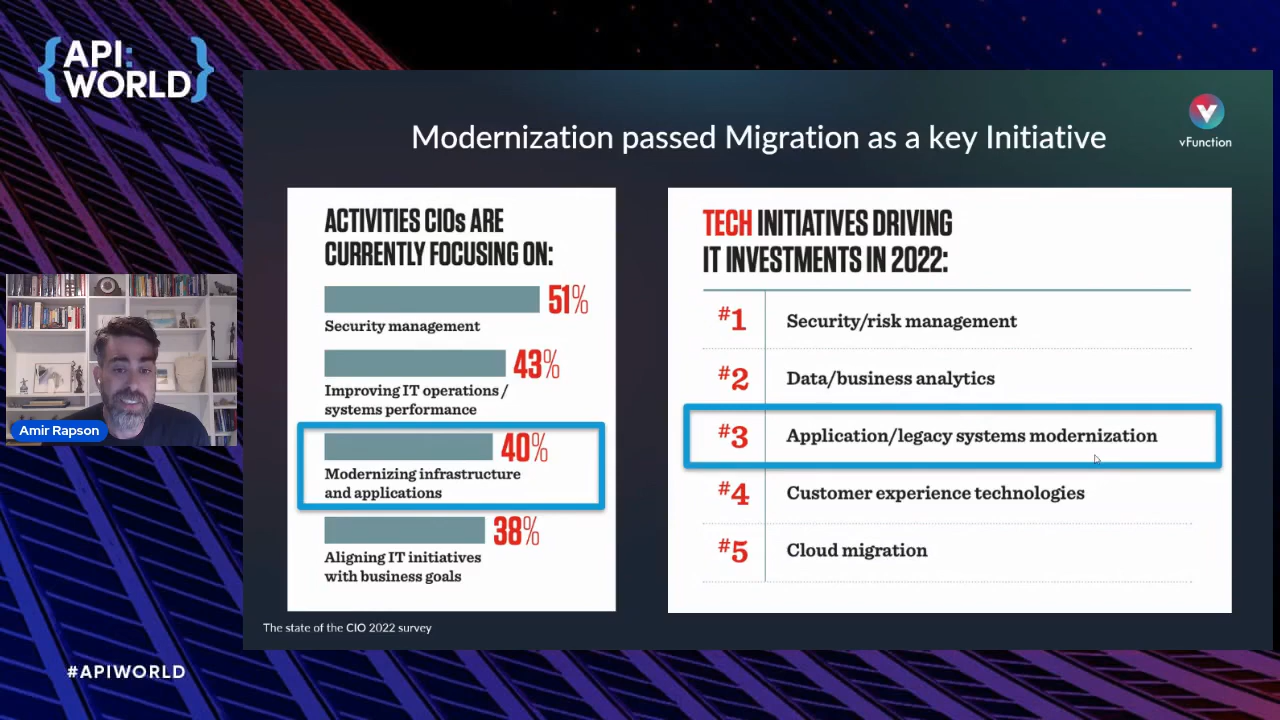 {API:
WORLD}
vFunction
Modernization passed Migration as a key Initiative
ACTIVITIES CIOs ARE
CURRENTLY FOCUSING ON:
51%
Security management
43%
Improving IT operations /
systems performance
40%
Modernizing infrastructure
and applications
38%
Aligning IT initiatives
with business goals
TECH INITIATIVES DRIVING
IT INVESTMENTS IN 2022:
#1 Security/risk management
#2 Data/business analytics
#3 Application/legacy systems modernization
#4 Customer experience technologies
#5 Cloud migration
Amir Rapson
The state of the CIO 2022 survey
#APIWORLD